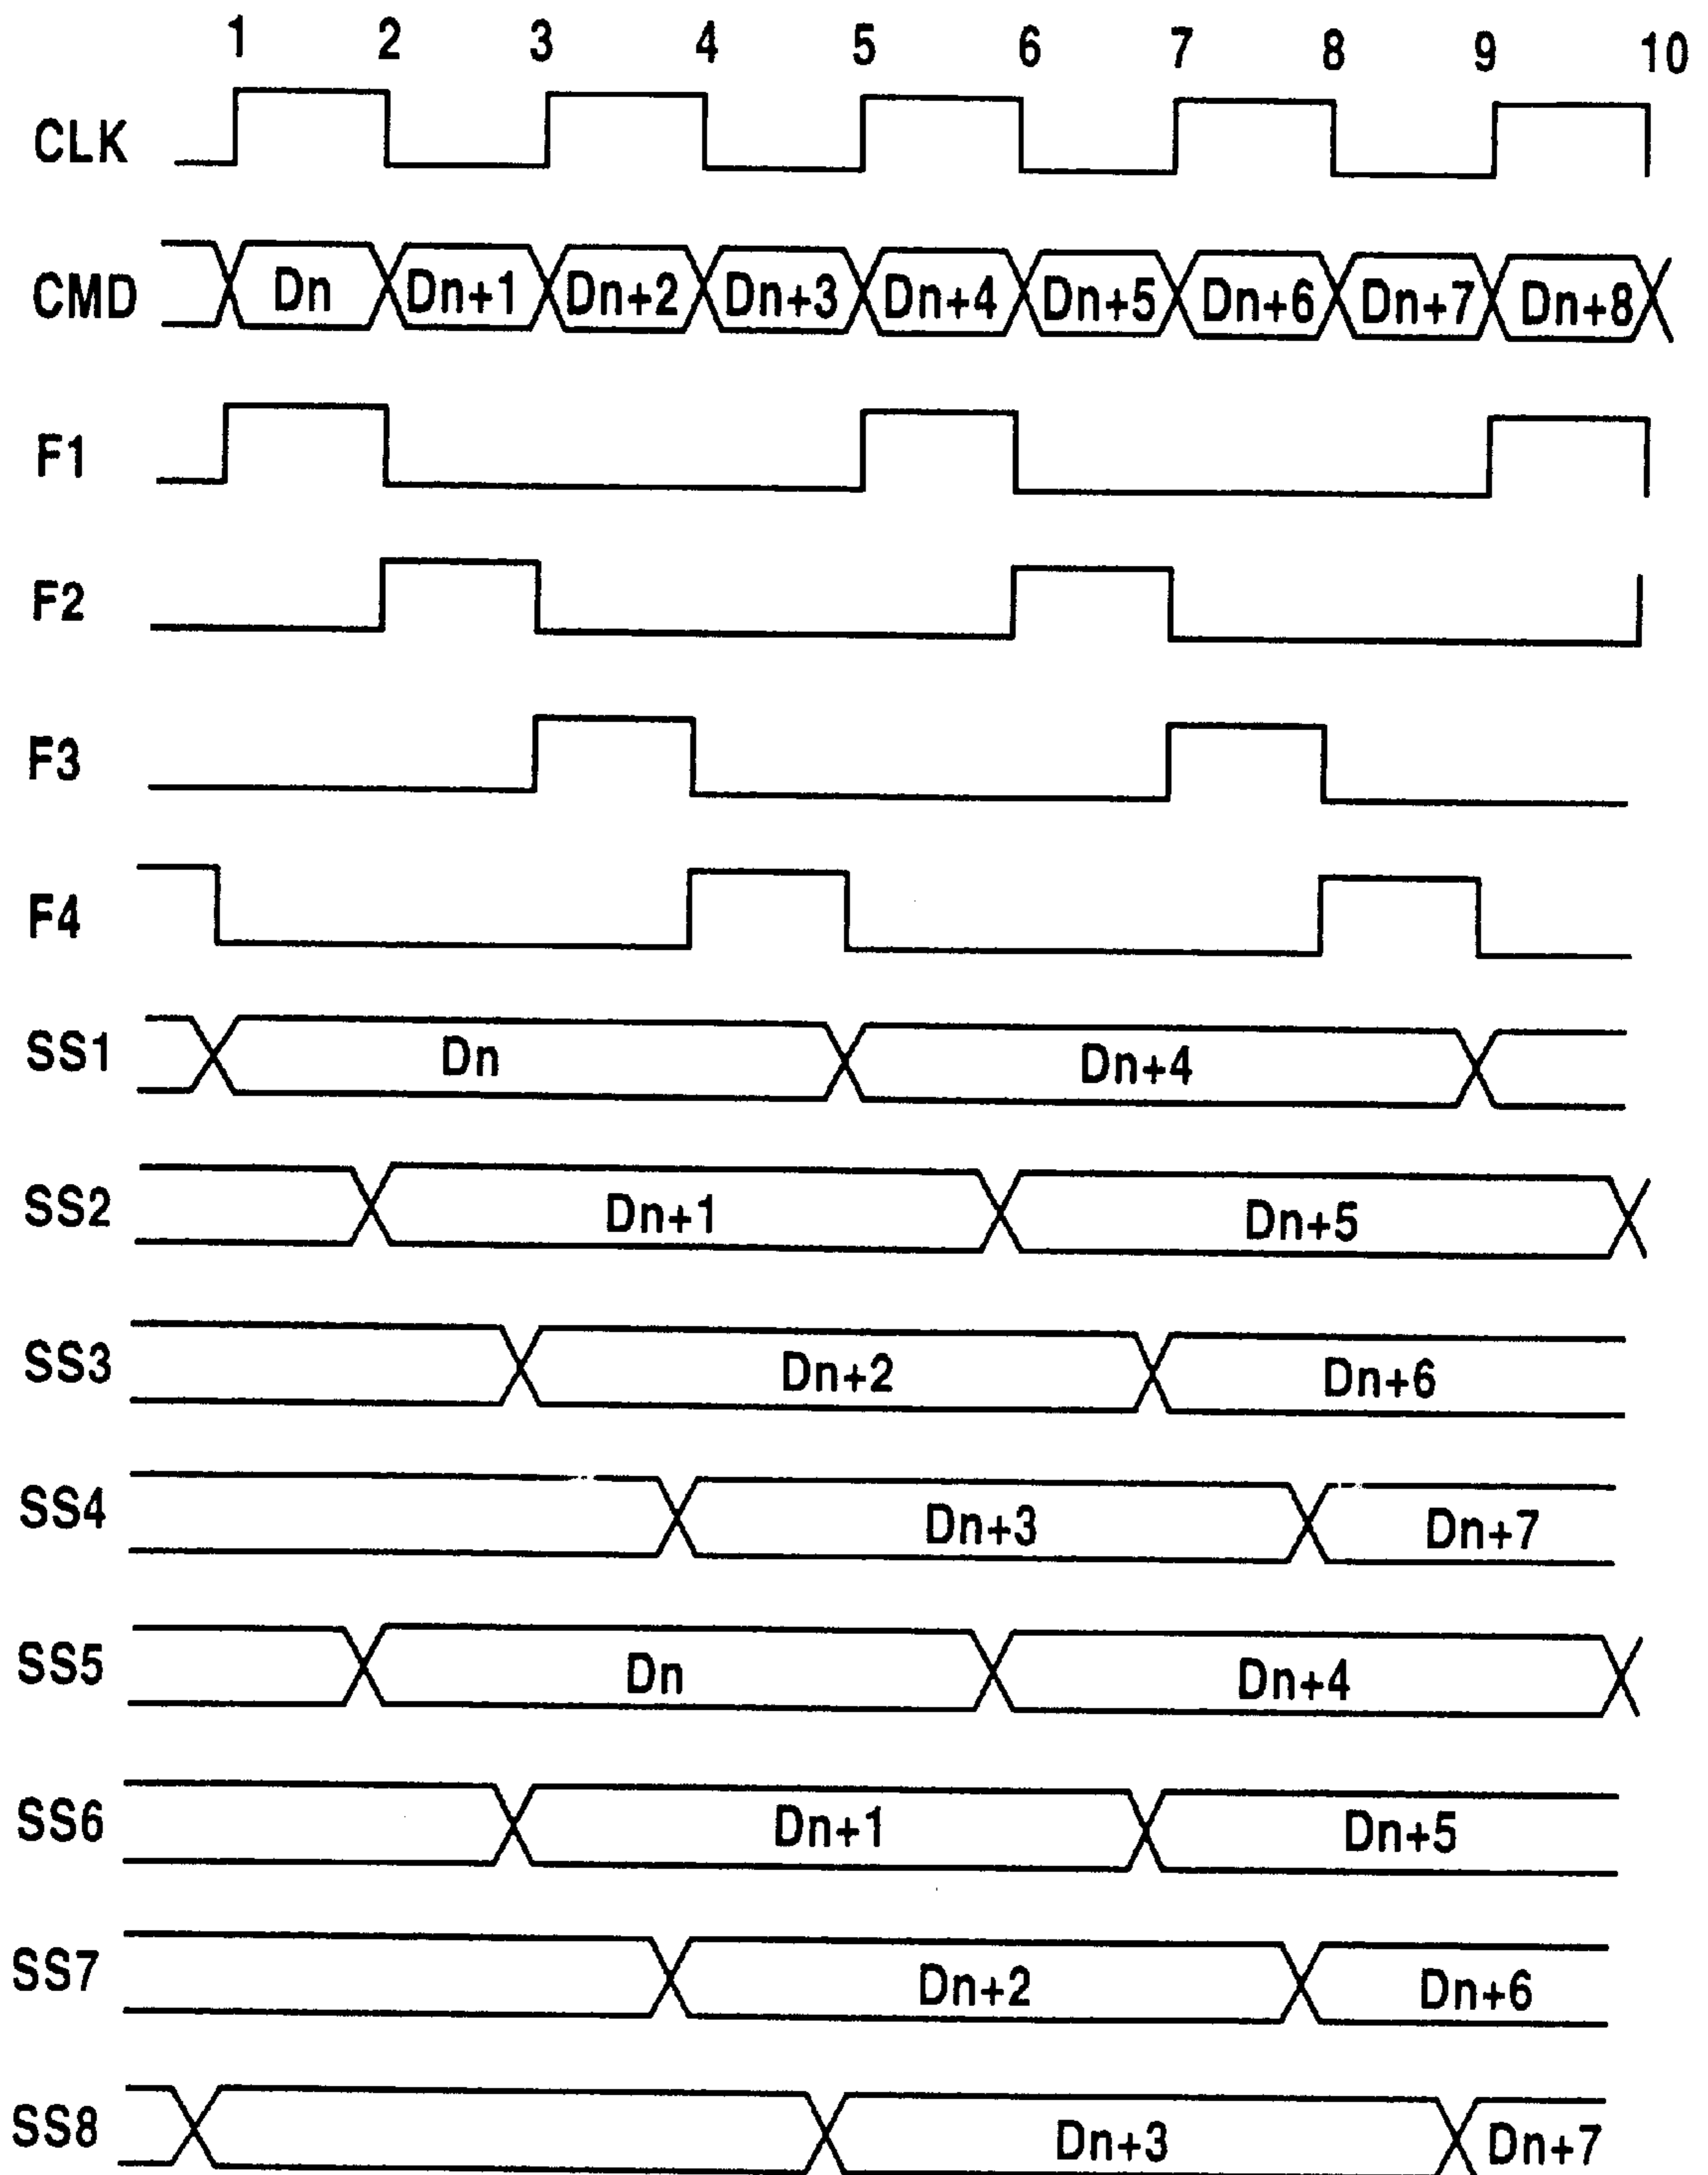 1 2 3 4 5 6 7 8 9 10
CLK
CMD Dn Dn+1 Dn+2 Dn+3 Dn+4 Dn+5 Dn+6 Dn+7 Dn+8
F1
F2
F3
F4
SS1 Dn Dn+4
SS2 Dn+1 Dn+5
SS3 Dn+2 Dn+6
SS4 Dn+3 Dn+7
SS5 Dn Dn+4
SS6 Dn+1 Dn+5
SS7 Dn+2 Dn+6
SS8 Dn+3 Dn+7